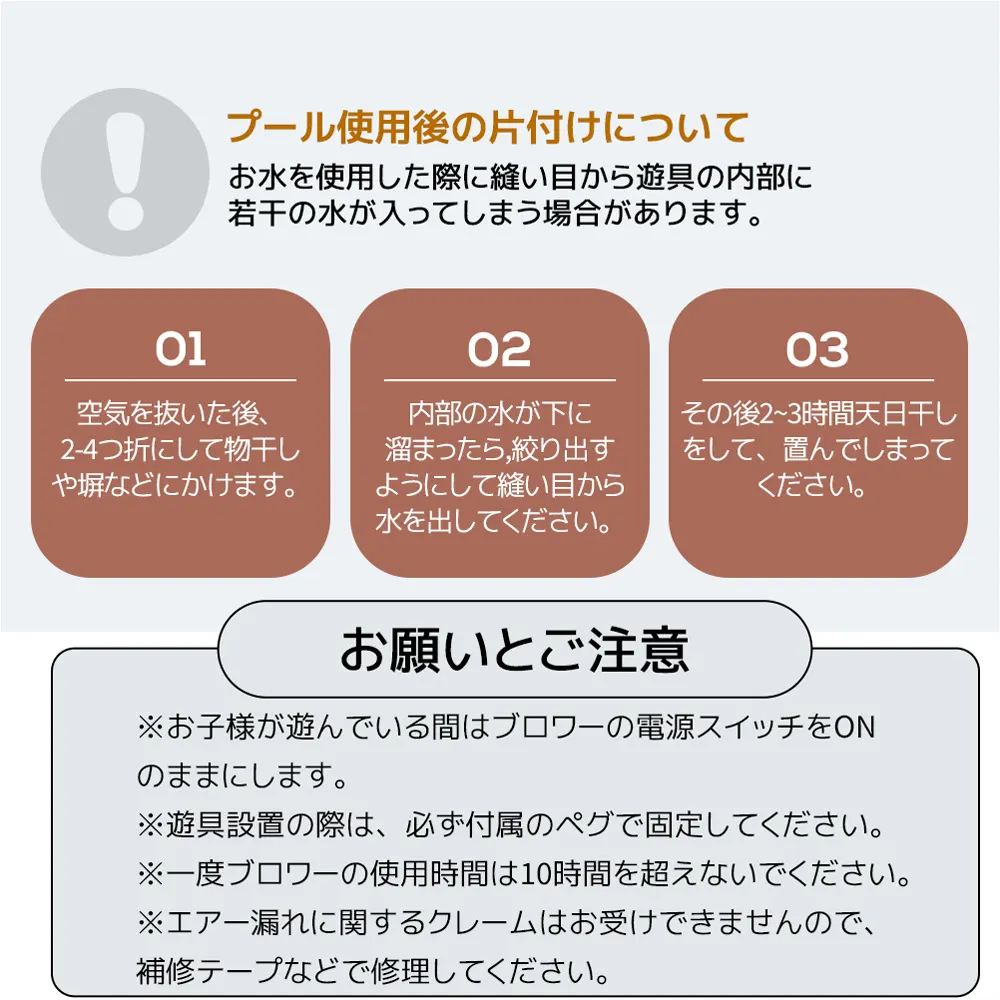 プール使用後の片付けについて
お水を使用した際に縫い目から遊具の内部に
若干の水が入ってしまう場合があります。
01
空気を抜いた後、
2-4つ折にして物干し
や塀などにかけます。
02
内部の水が下に
溜まったら,絞り出す
ようにして縫い目から
水を出してください。
03
その後2~3時間天日干し
をして、置んでしまって
ください。
お願いとご注意
※お子様が遊んでいる間はブロワーの電源スイッチをON
のままにします。
※遊具設置の際は、必ず付属のペグで固定してください。
※一度ブロワーの使用時間は10時間を超えないでください。
※エアー漏れに関するクレームはお受けできませんので、
補修テープなどで修理してください。